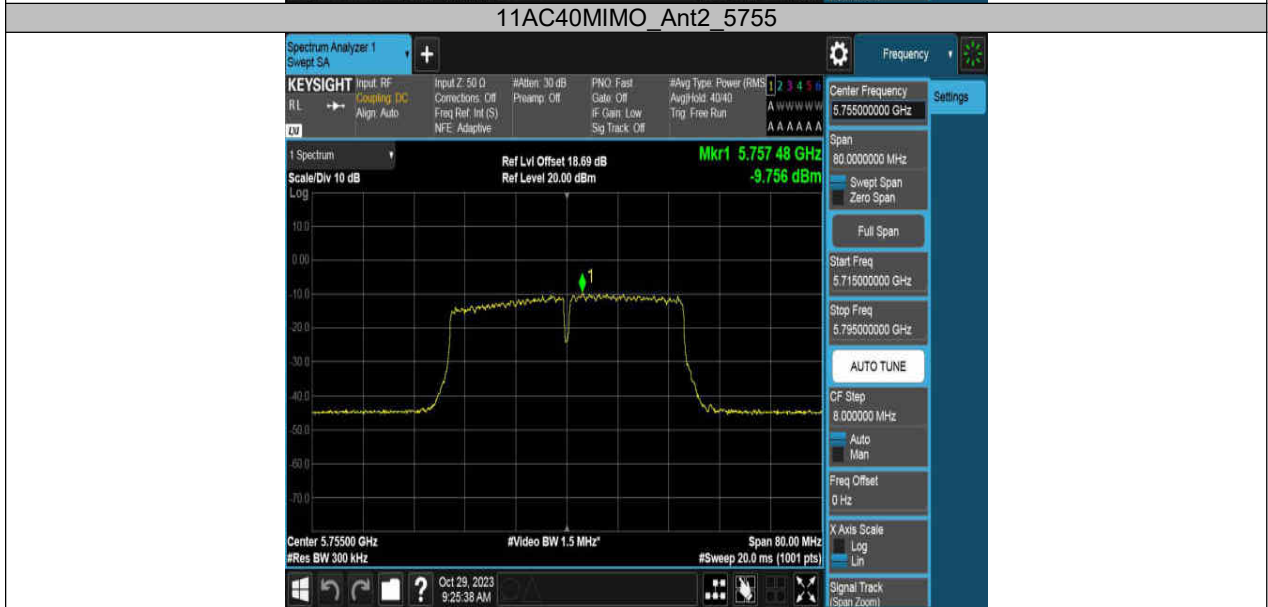 11AC40MIMO_Ant2_5755
Spectrum Analyzer 1
Swept SA
+
Frequency
KEYSIGHT
RL
LXI
Input: RF
Coupling: DC
Align: Auto
Input Z: 50 Ω
Corrections: Off
Freq Ref: Int (S)
NFE: Adaptive
#Atten: 30 dB
Preamp: Off
PNO: Fast
Gate: Off
IF Gain: Low
Sig Track: Off
#Avg Type: Power (RMS
Avg|Hold: 40/40
Trig: Free Run
1 2 3 4 5 6
A W W W W W
A A A A A A
Center Frequency
5.755000000 GHz
Settings
1 Spectrum
Scale/Div 10 dB
Ref Lvl Offset 18.69 dB
Ref Level 20.00 dBm
Mkr1 5.757 48 GHz
-9.756 dBm
Span
80.0000000 MHz
Swept Span
Zero Span
Full Span
Start Freq
5.715000000 GHz
Stop Freq
5.795000000 GHz
AUTO TUNE
CF Step
8.000000 MHz
Auto
Man
Freq Offset
0 Hz
X Axis Scale
Log
Lin
Signal Track
(Span Zoom)
Log
10.0
0.00
-10.0
-20.0
-30.0
-40.0
-50.0
-60.0
-70.0
1
Center 5.75500 GHz
#Res BW 300 kHz
#Video BW 1.5 MHz*
Span 80.00 MHz
#Sweep 20.0 ms (1001 pts)
?
Oct 29, 2023
9:25:38 AM